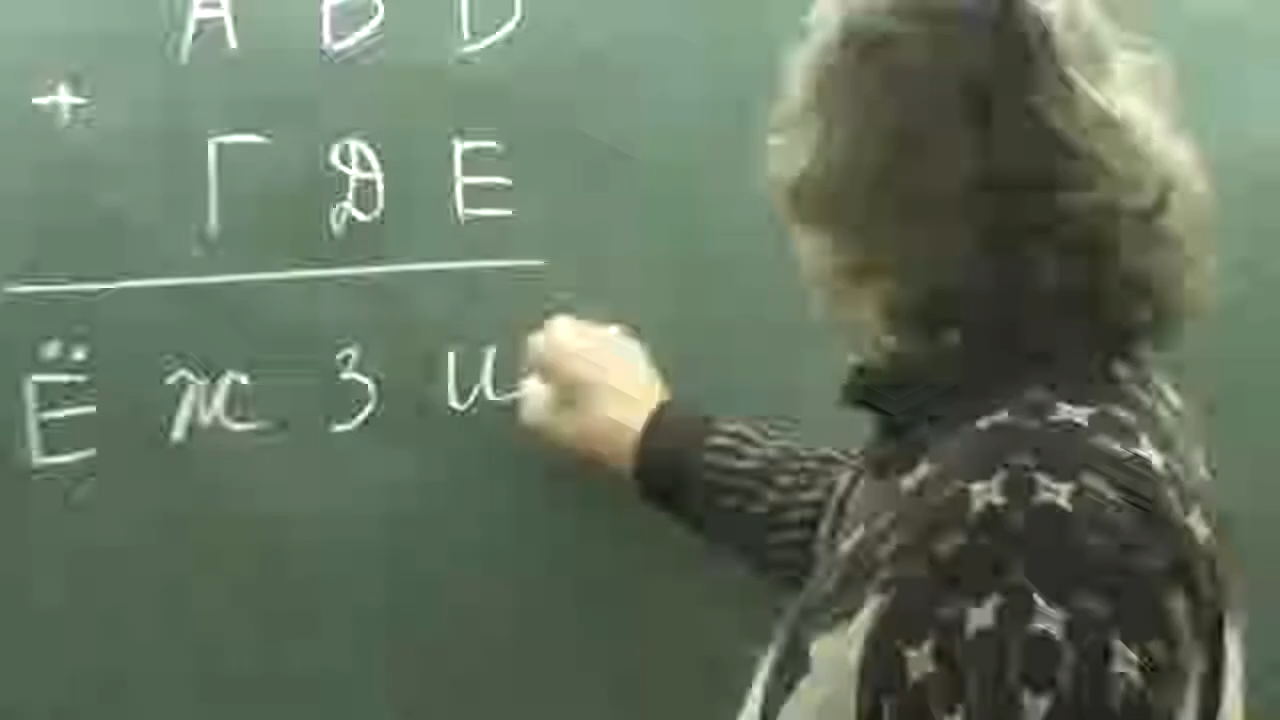 А Б В
+
Г Д Е
Ё Ж З И